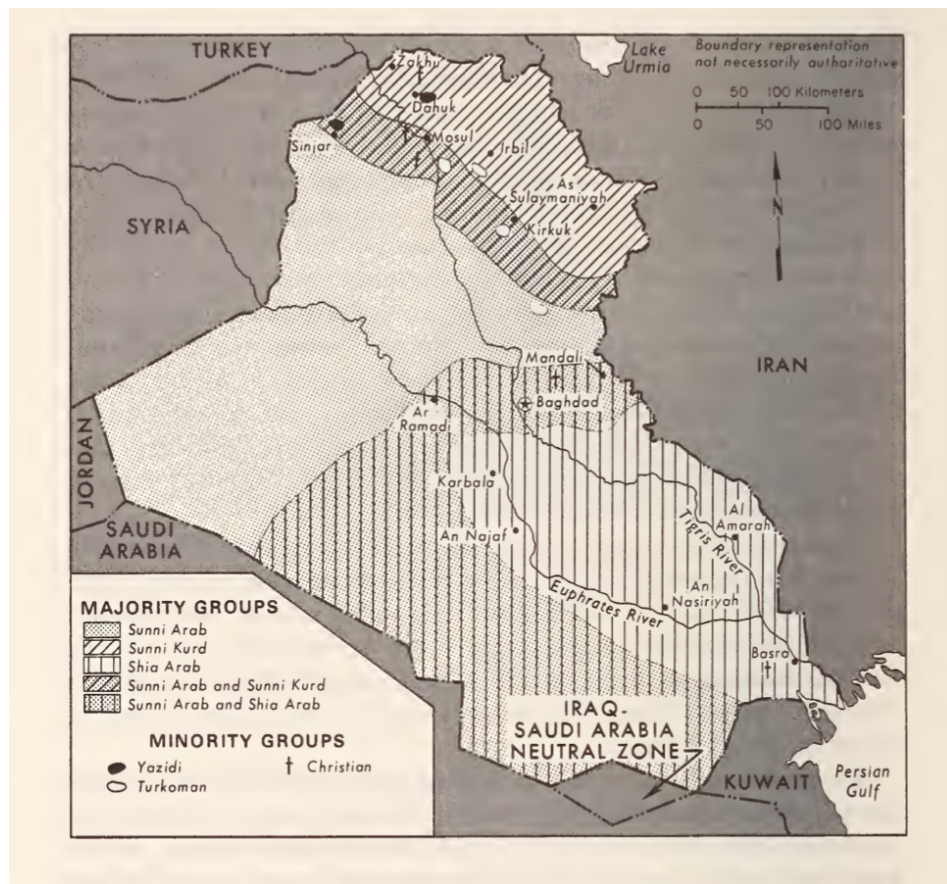 TURKEY
Lake
Urmia
Boundary representation
not necessarily authoritative
0 50 100 Kilometers
0 50 100 Miles
Zakhu
Dahuk
Mosul
Sinjar
Irbil
As
Sulaymaniyah
Kirkuk
N
SYRIA
IRAN
Mandali
Baghdad
Ar
Ramadi
JORDAN
Karbala
Al
Amarah
SAUDI
ARABIA
An Najaf
Tigris River
An
Nasiriyah
Euphrates River
Basra
MAJORITY GROUPS
Sunni Arab
Sunni Kurd
Shia Arab
Sunni Arab and Sunni Kurd
Sunni Arab and Shia Arab
MINORITY GROUPS
Yazidi
Christian
Turkoman
IRAQ-
SAUDI ARABIA
NEUTRAL ZONE
KUWAIT
Persian
Gulf